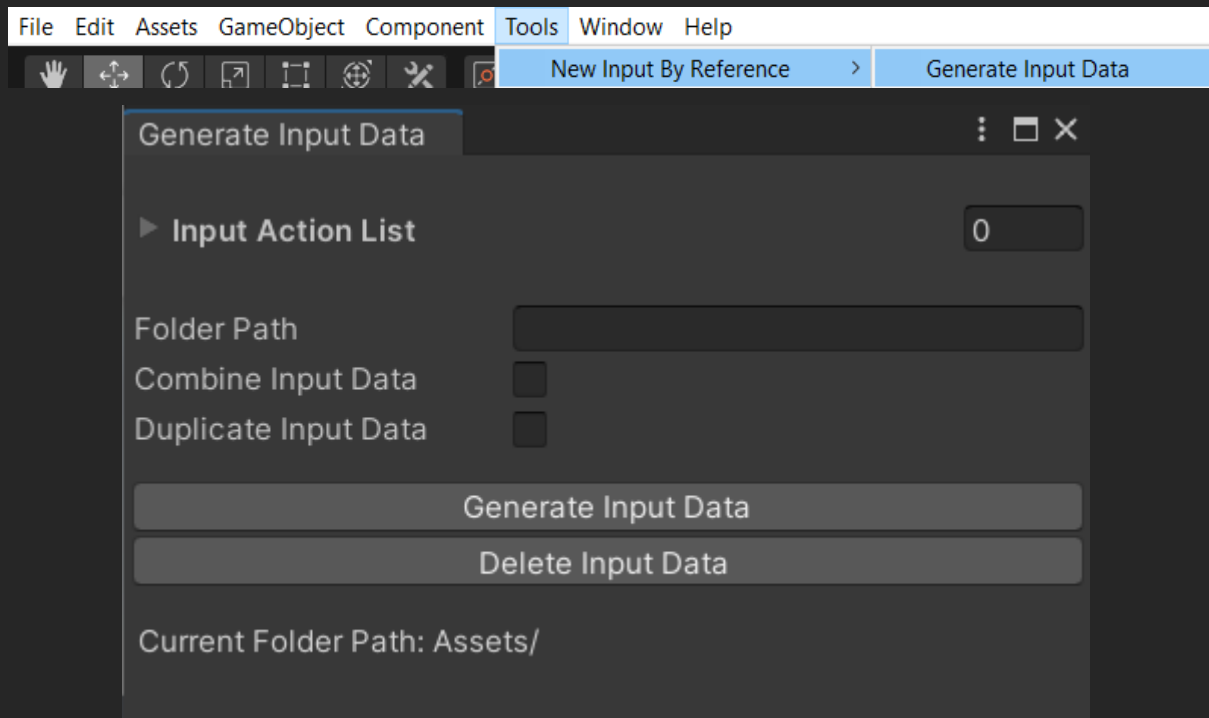 File Edit Assets GameObject Component Tools Window Help
New Input By Reference > Generate Input Data
Generate Input Data
Input Action List 0
Folder Path
Combine Input Data
Duplicate Input Data
Generate Input Data
Delete Input Data
Current Folder Path: Assets/